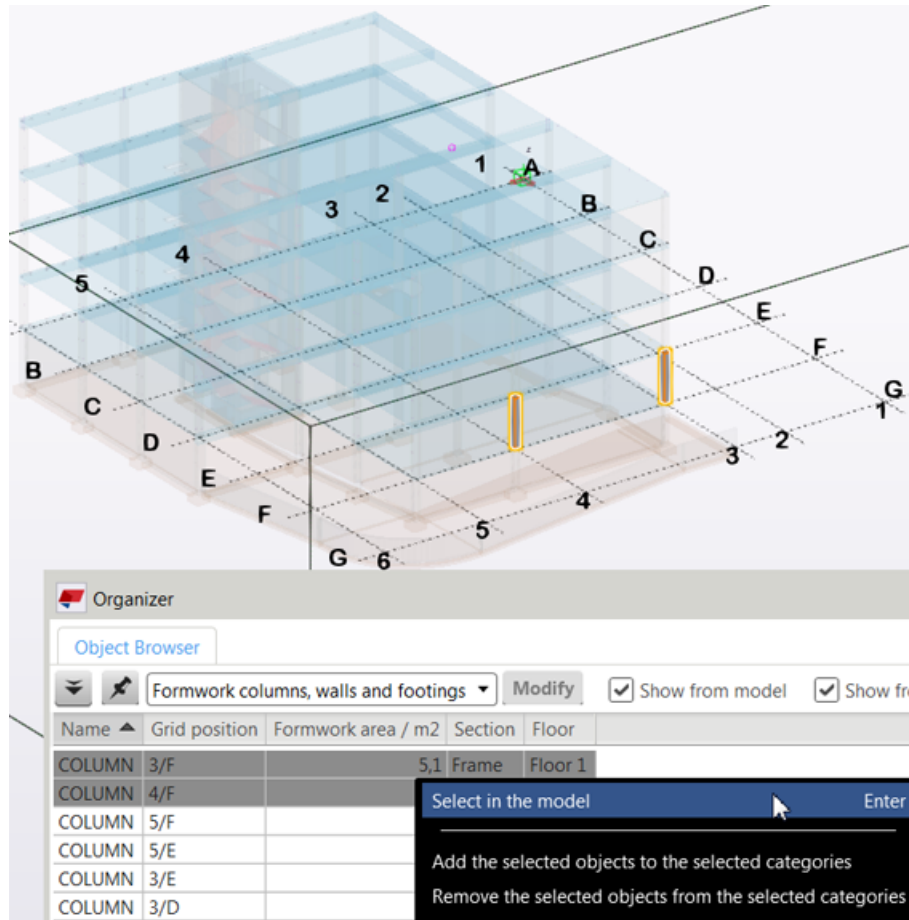 z
1 A
2 B
3 C
4 D
5 E
B F
C G
1
D 2
E 3
F 4
5
G 6
Organizer
Object Browser
Formwork columns, walls and footings Modify Show from model Show fr
Name Grid position Formwork area / m2 Section Floor
COLUMN 3/F 5,1 Frame Floor 1
COLUMN 4/F
Select in the model Enter
COLUMN 5/F
COLUMN 5/E
Add the selected objects to the selected categories
COLUMN 3/E
Remove the selected objects from the selected categories
COLUMN 3/D